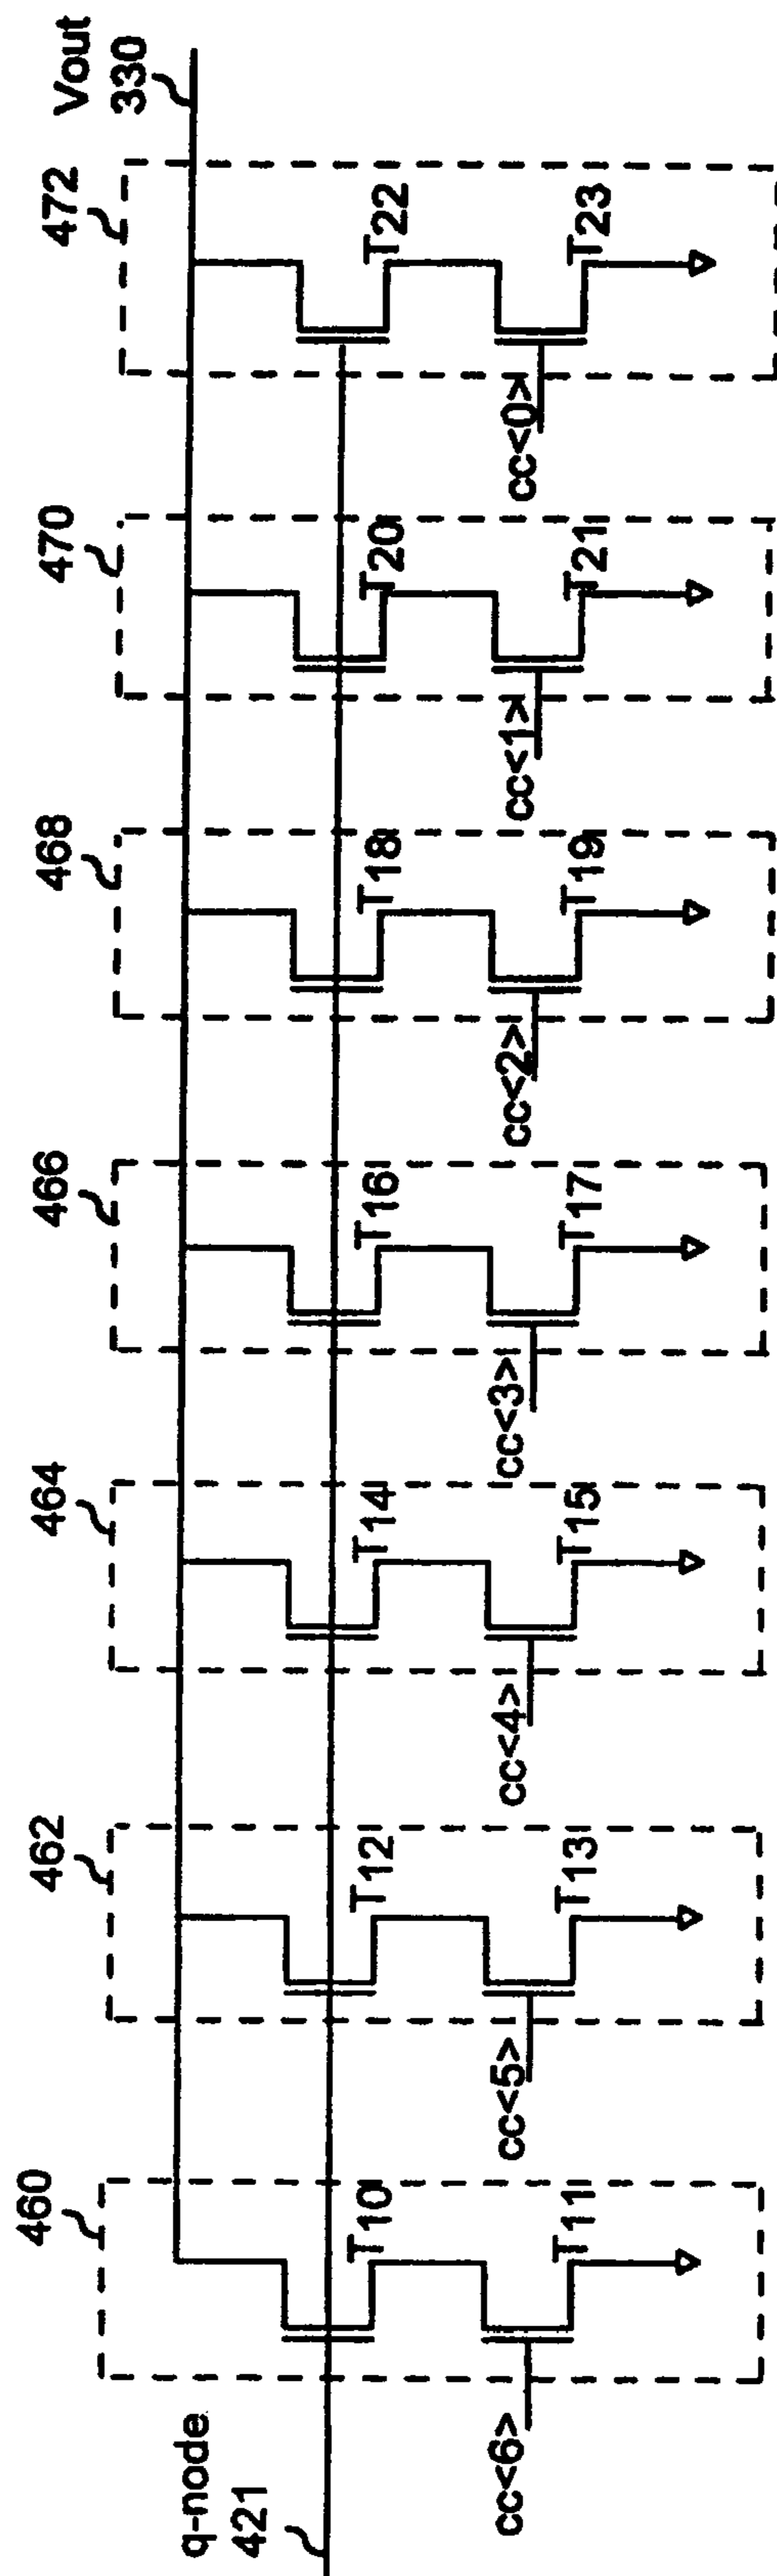 460
462
464
466
468
470
472
Vout
330
q-node
421
T10
T12
T14
T16
T18
T20
T22
T11
T13
T15
T17
T19
T21
T23
cc<6>
cc<5>
cc<4>
cc<3>
cc<2>
cc<1>
cc<0>